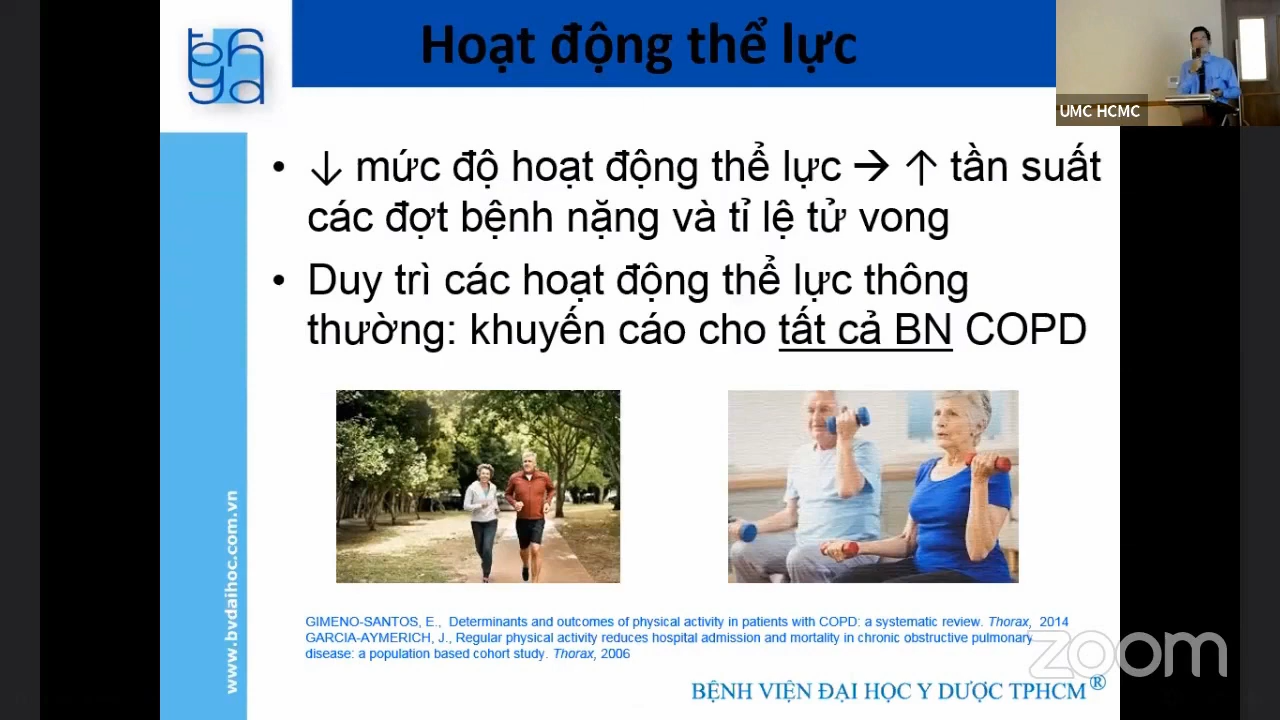 Hoạt động thể lực
UMC HCMC
• ↓ mức độ hoạt động thể lực → ↑ tần suất
các đợt bệnh nặng và tỉ lệ tử vong
• Duy trì các hoạt động thể lực thông
thường: khuyến cáo cho tất cả BN COPD
www.bvdaihoc.com.vn
GIMENO-SANTOS, E., Determinants and outcomes of physical activity in patients with COPD: a systematic review. Thorax, 2014
GARCIA-AYMERICH, J., Regular physical activity reduces hospital admission and mortality in chronic obstructive pulmonary
disease: a population based cohort study. Thorax, 2006
zoom
BỆNH VIỆN ĐẠI HỌC Y DƯỢC TPHCM®